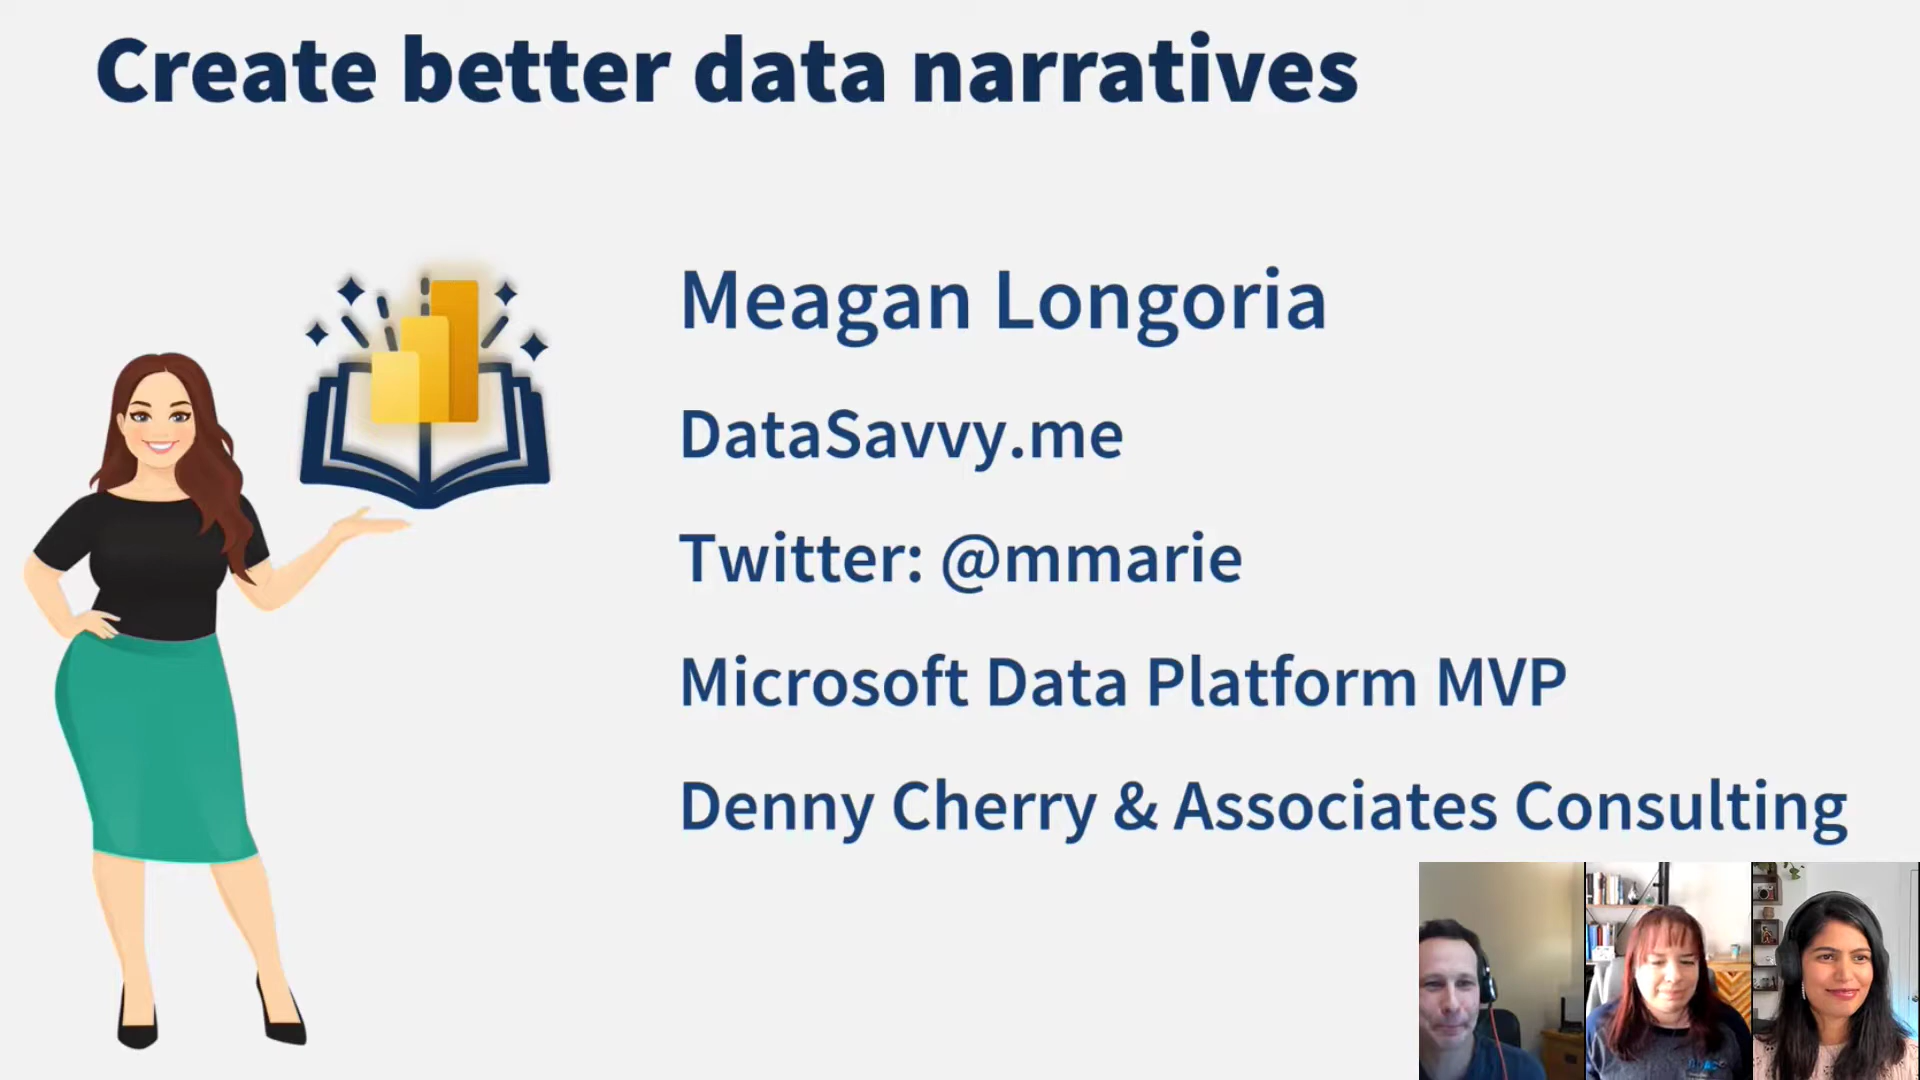 Create better data narratives
Meagan Longoria
DataSavvy.me
Twitter: @mmarie
Microsoft Data Platform MVP
Denny Cherry & Associates Consulting